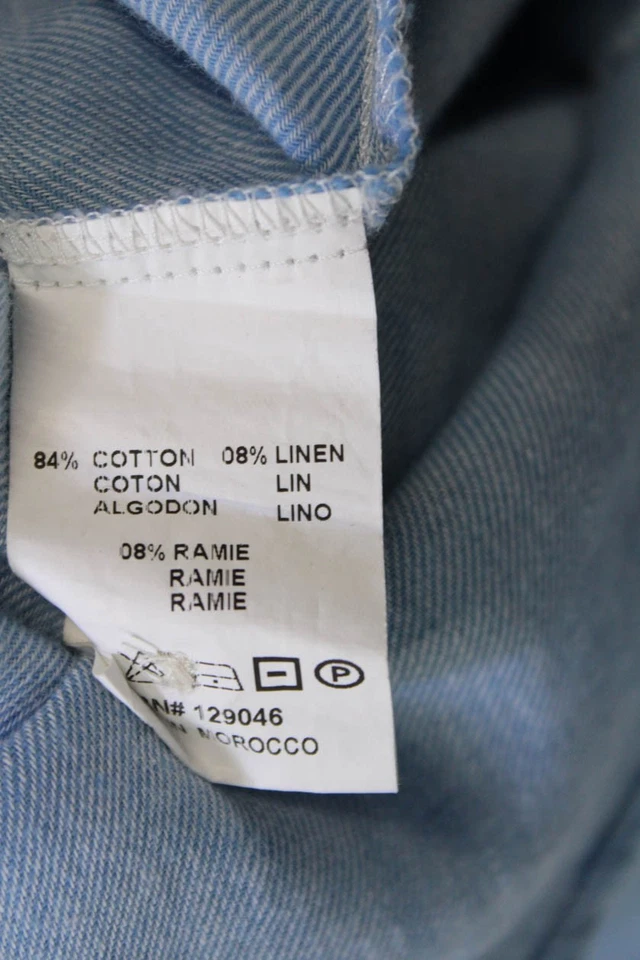 84% COTTON 08% LINEN
COTON LIN
ALGODON LINO
08% RAMIE
RAMIE
RAMIE
P
N# 129046
MOROCCO